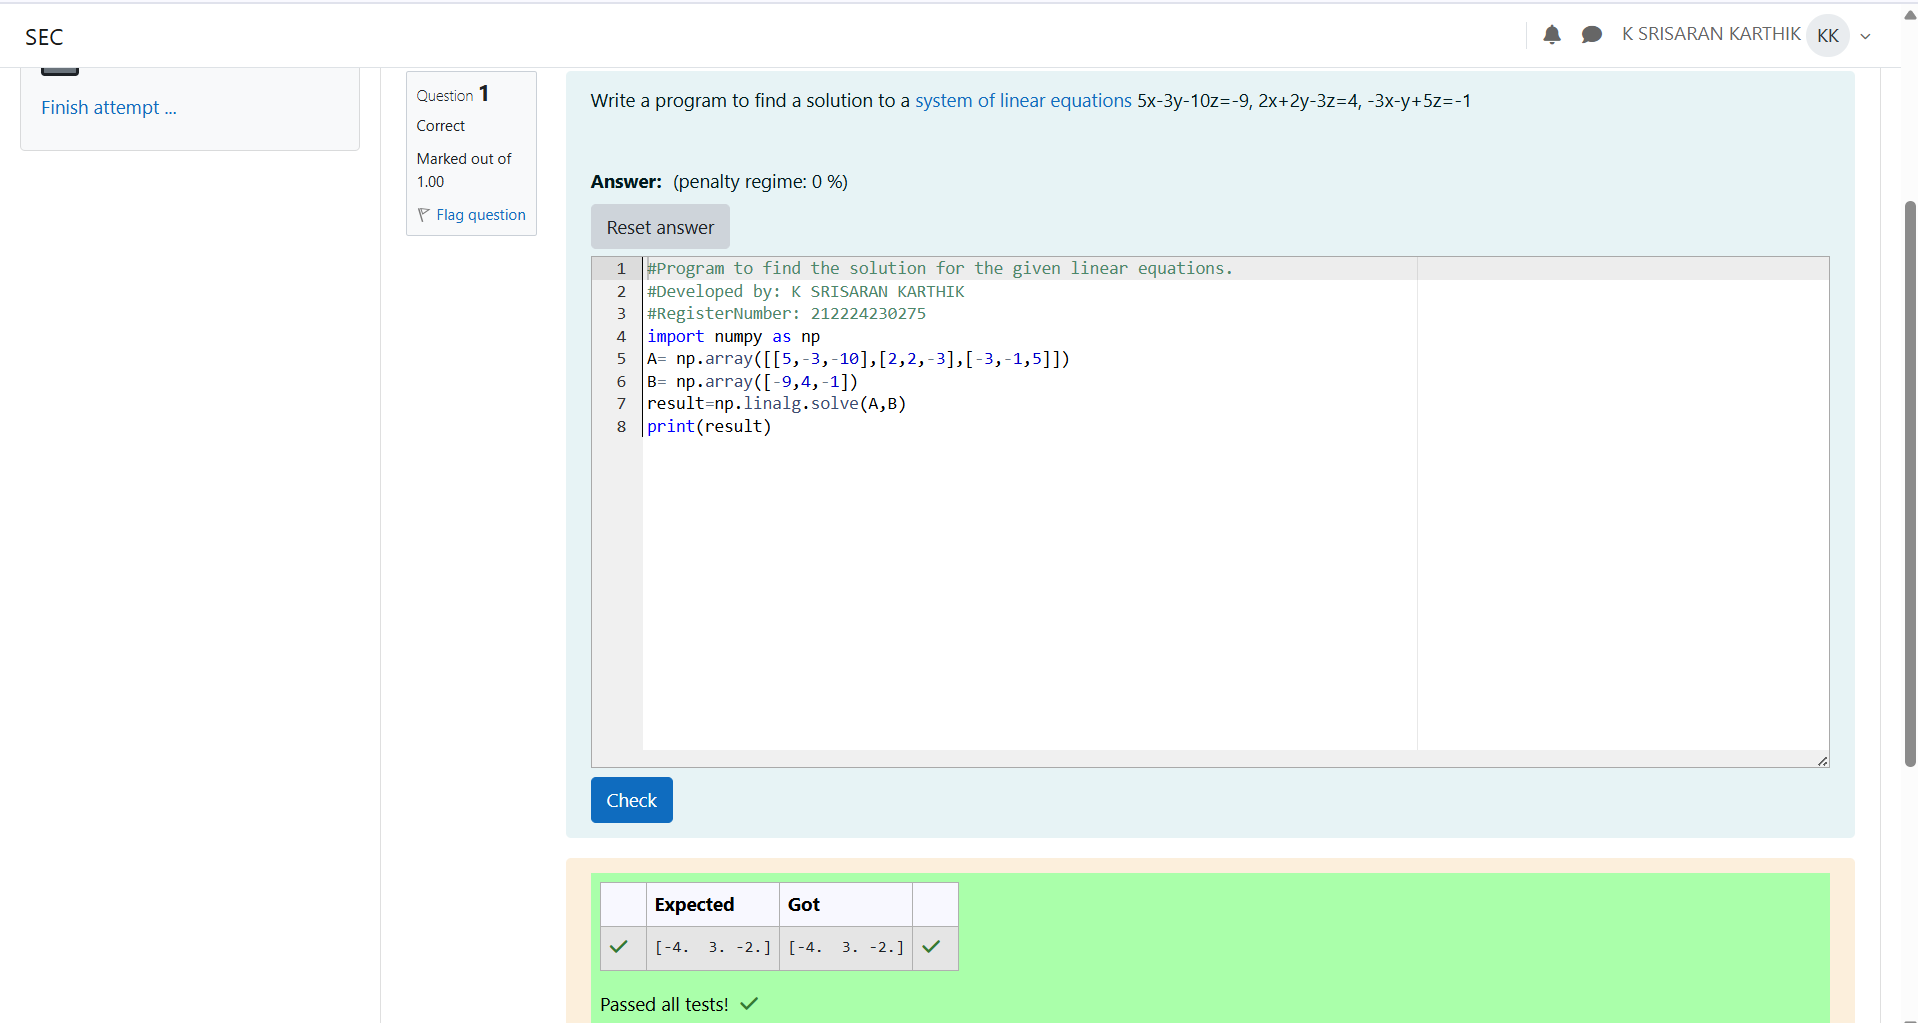 SEC
K SRISARAN KARTHIK KK
Finish attempt ...
Question 1
Correct
Marked out of
1.00
Flag question
Write a program to find a solution to a system of linear equations 5x-3y-10z=-9, 2x+2y-3z=4, -3x-y+5z=-1
Answer: (penalty regime: 0 %)
Reset answer
1 #Program to find the solution for the given linear equations.
2 #Developed by: K SRISARAN KARTHIK
3 #RegisterNumber: 212224230275
4 import numpy as np
5 A= np.array([[5,-3,-10],[2,2,-3],[-3,-1,5]])
6 B= np.array([-9,4,-1])
7 result=np.linalg.solve(A,B)
8 print(result)
Check
Expected Got
[-4.  3. -2.] [-4.  3. -2.]
Passed all tests!